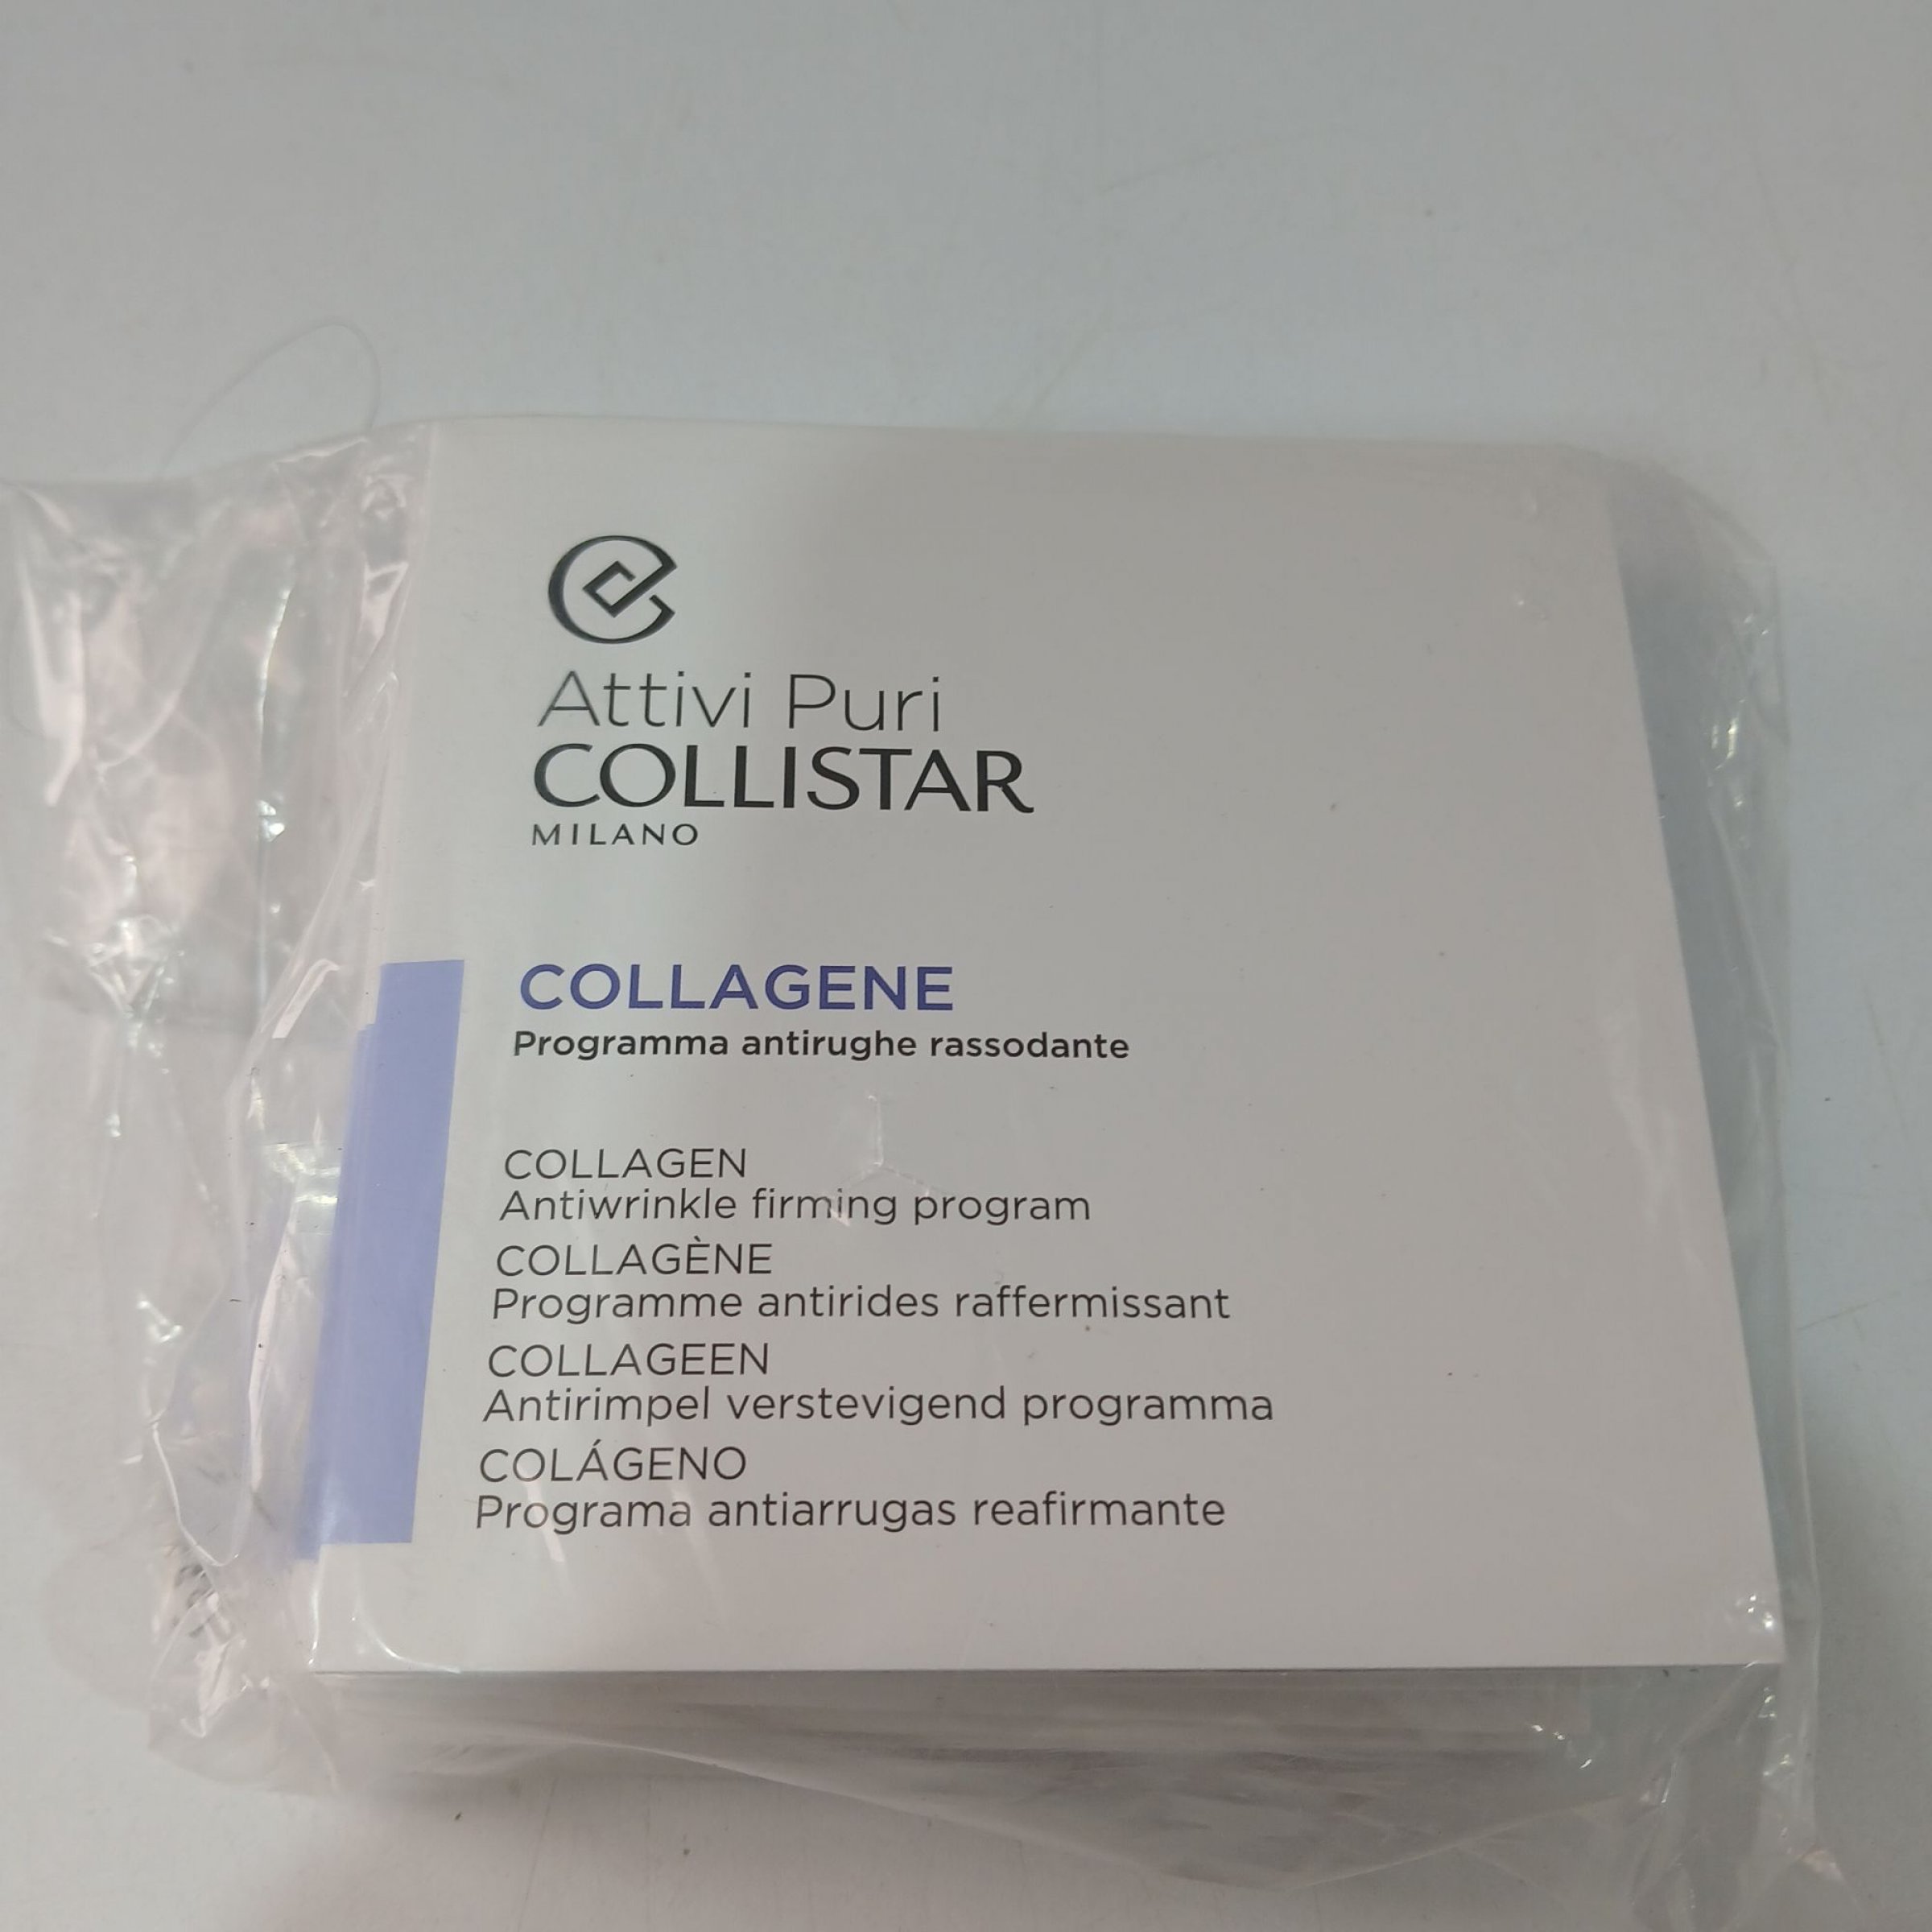 Attivi Puri
COLLISTAR
MILANO
COLLAGENE
Programma antirughe rassodante
COLLAGEN
Antiwrinkle firming program
COLLAGÈNE
Programme antirides raffermissant
COLLAGEEN
Antirimpel verstevigend programma
COLÁGENO
Programa antiarrugas reafirmante